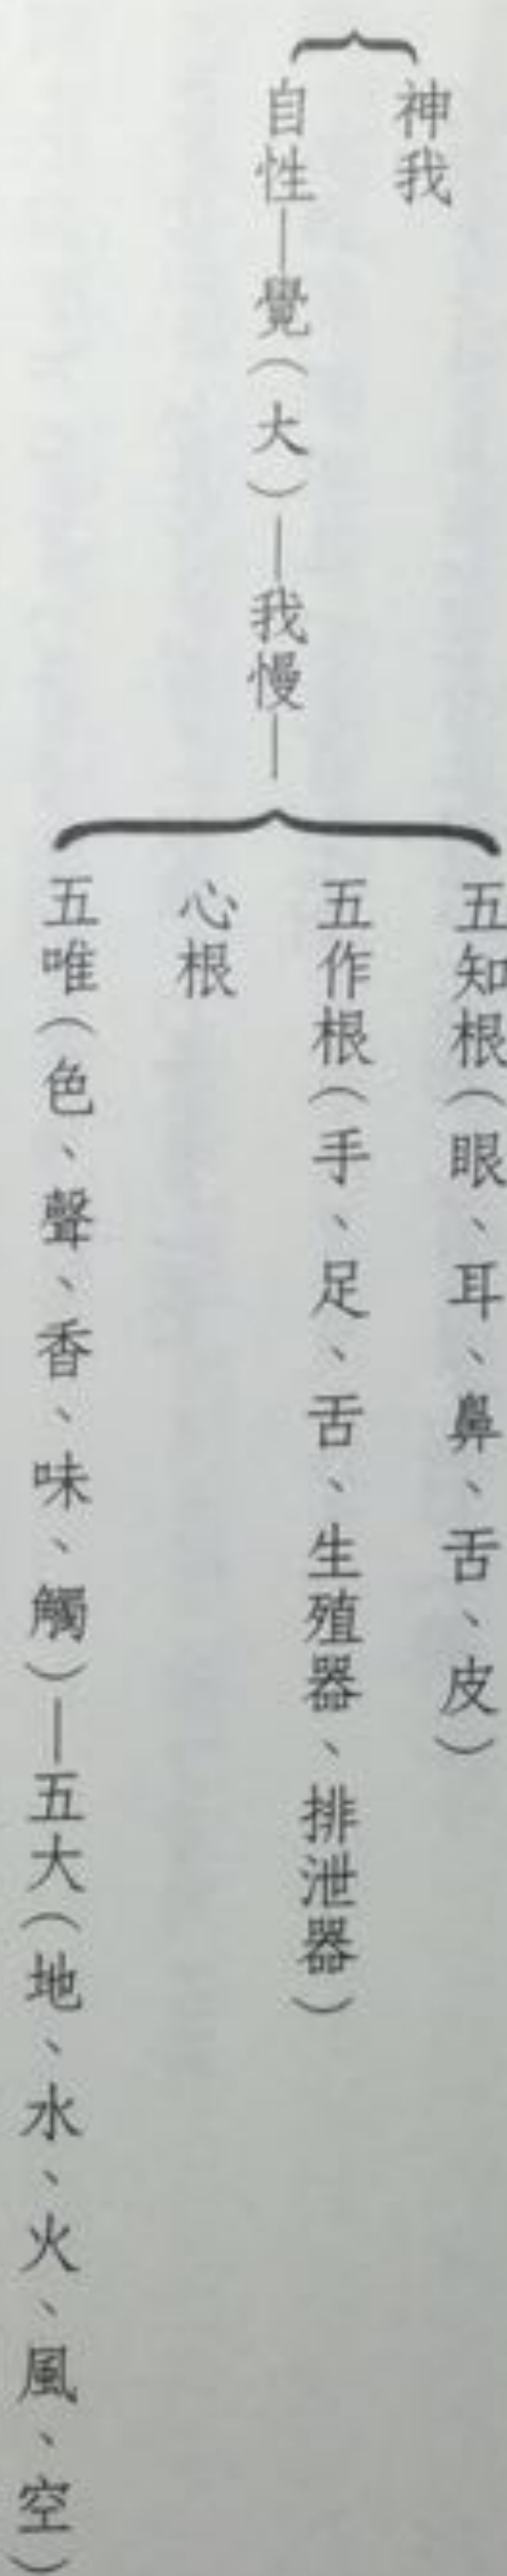 神我
自性—覺（大）—我慢—
五知根（眼、耳、鼻、舌、皮）
五作根（手、足、舌、生殖器、排泄器）
心根
五唯（色、聲、香、味、觸）—五大（地、水、火、風、空）